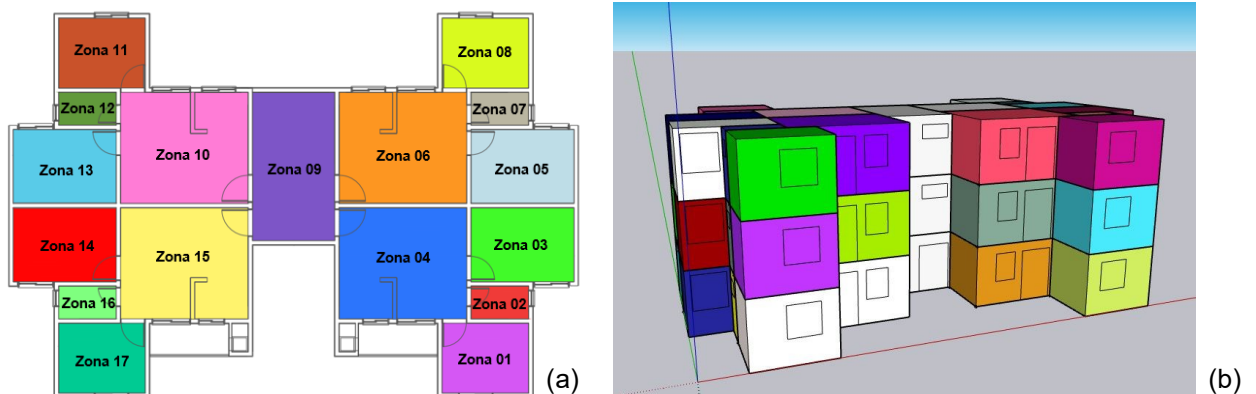 Zona 11
Zona 08
Zona 12
Zona 07
Zona 13
Zona 10
Zona 09
Zona 06
Zona 05
Zona 14
Zona 15
Zona 04
Zona 03
Zona 16
Zona 02
Zona 17
Zona 01
(a)
(b)